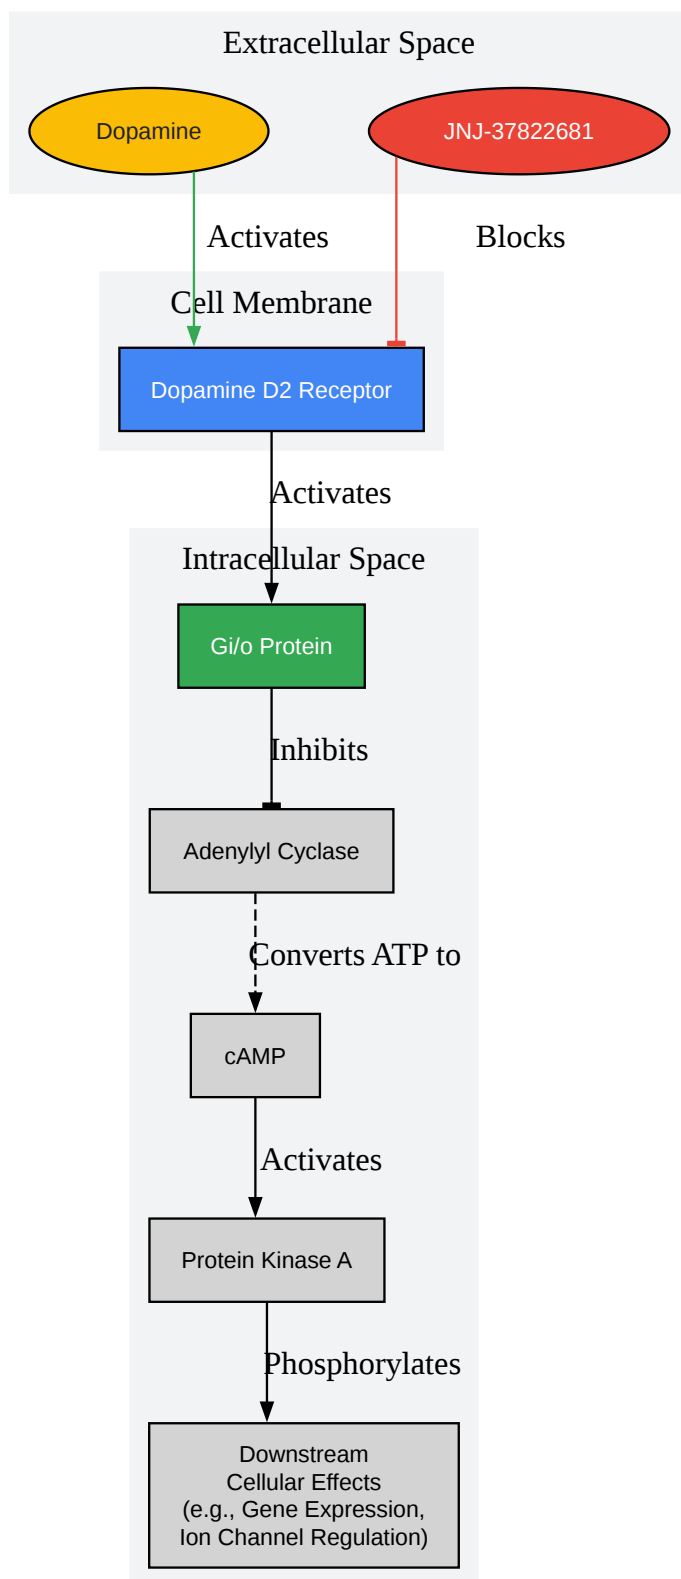 Extracellular Space
Dopamine
JNJ-37822681
Activates
Blocks
Cell Membrane
Dopamine D2 Receptor
Activates
Intracellular Space
Gi/o Protein
Inhibits
Adenylyl Cyclase
Converts ATP to
cAMP
Activates
Protein Kinase A
Phosphorylates
Downstream
Cellular Effects
(e.g., Gene Expression,
Ion Channel Regulation)